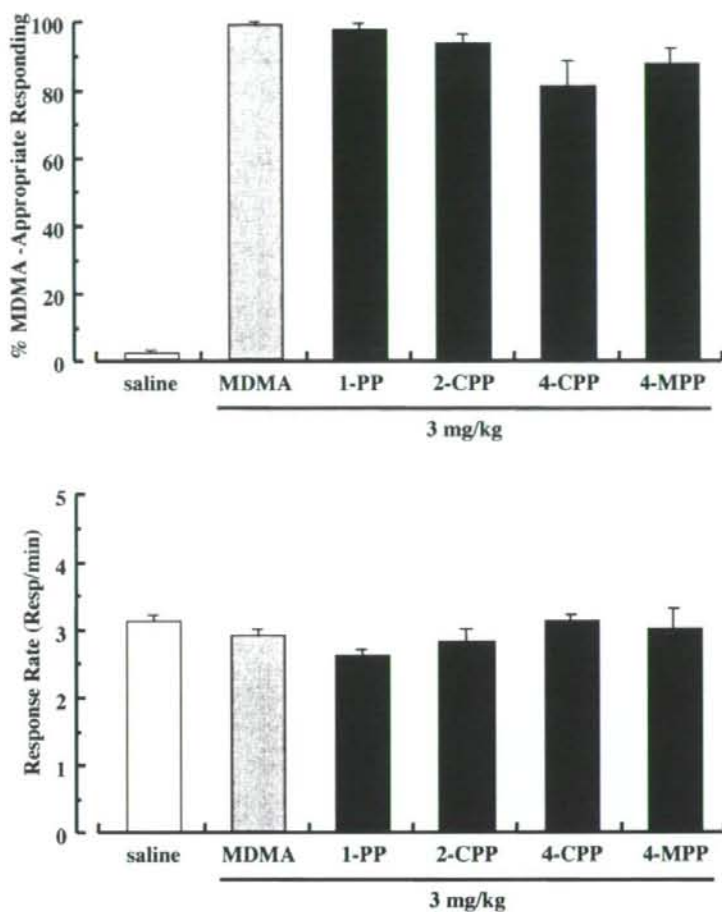 % MDMA -Appropriate Responding
100
80
60
40
20
0
saline MDMA 1-PP 2-CPP 4-CPP 4-MPP
3 mg/kg
Response Rate (Resp/min)
5
4
3
2
1
0
saline MDMA 1-PP 2-CPP 4-CPP 4-MPP
3 mg/kg